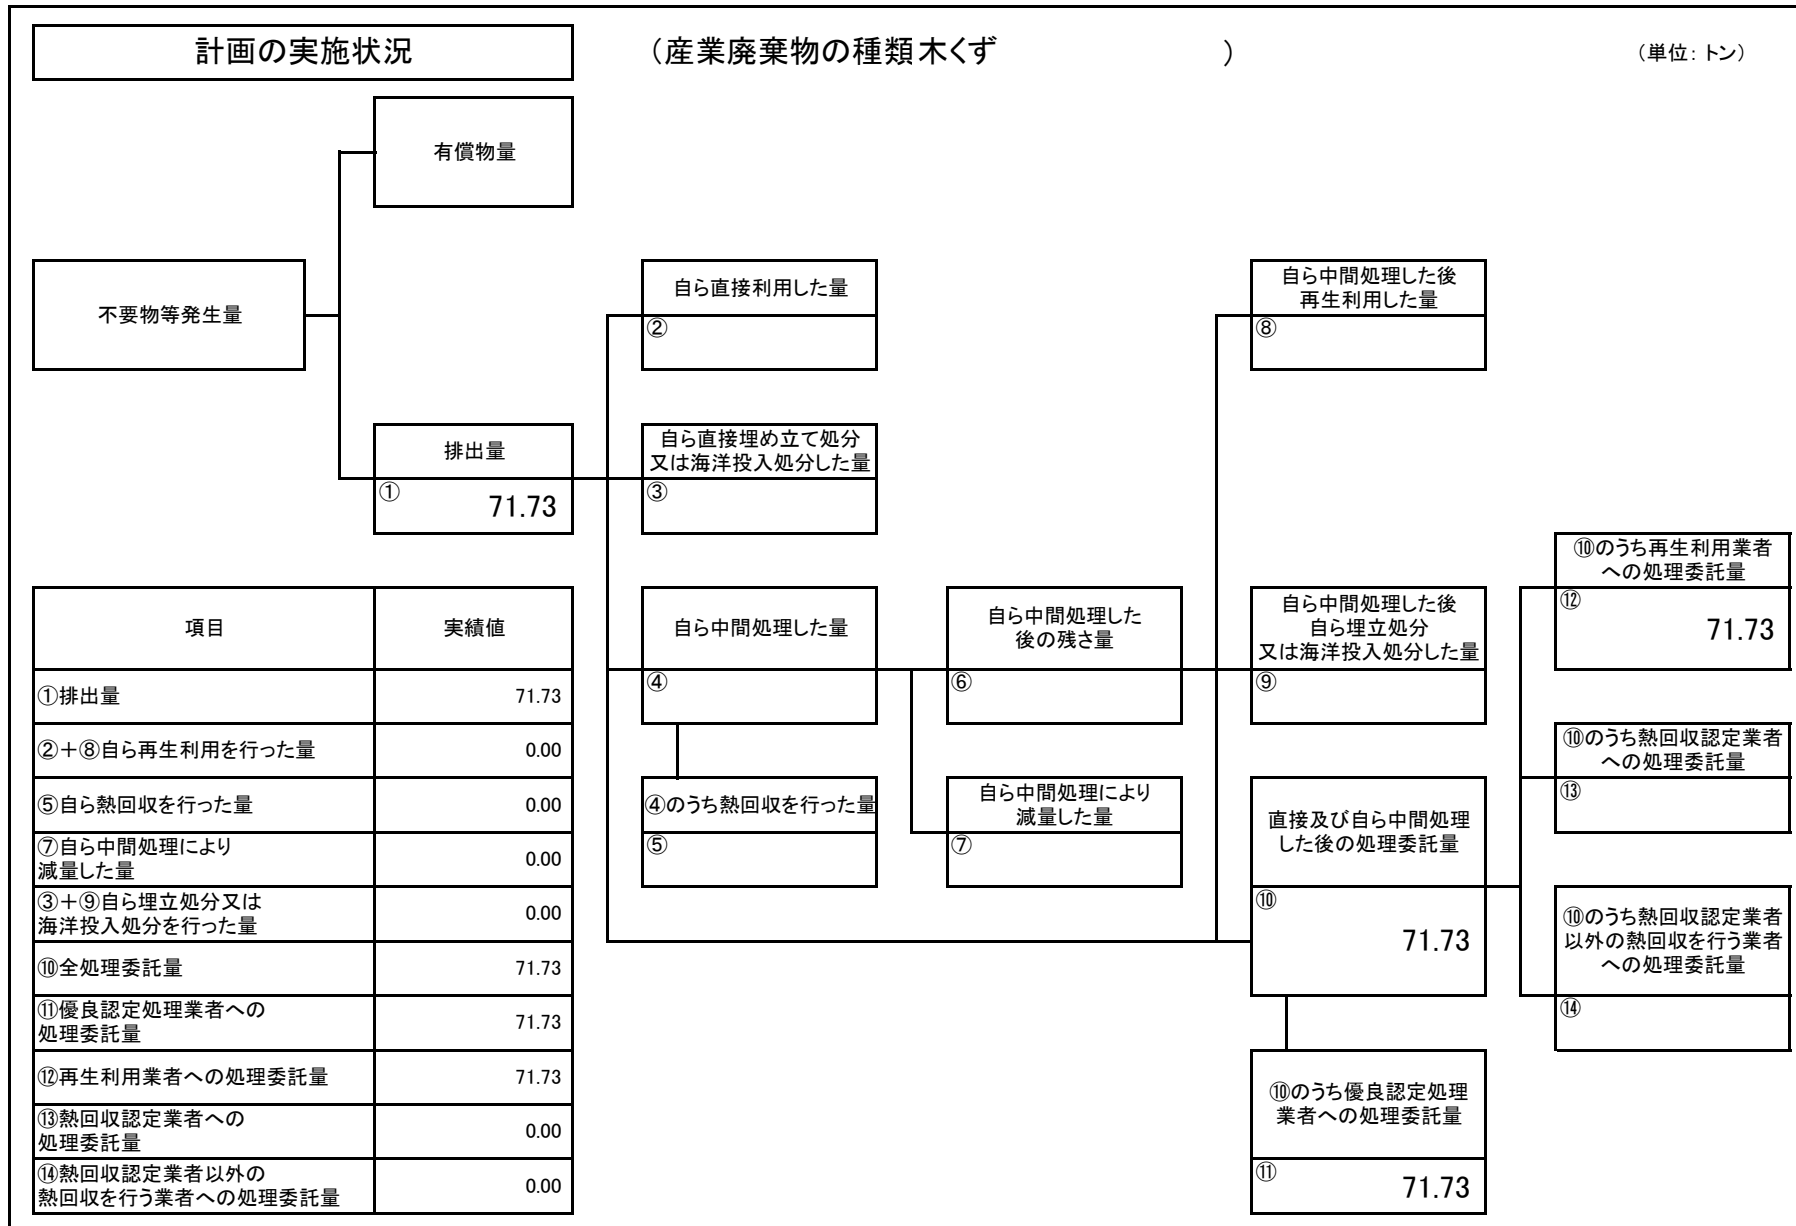 計画の実施状況
（産業廃棄物の種類木くず　　　　　　　　）
（単位：トン）
有償物量
不要物等発生量
自ら直接利用した量
②
自ら中間処理した後
再生利用した量
⑧
排出量
① 71.73
自ら直接埋め立て処分
又は海洋投入処分した量
③
⑩のうち再生利用業者
への処理委託量
⑫ 71.73
自ら中間処理した量
④
自ら中間処理した
後の残さ量
⑥
自ら中間処理した後
自ら埋立処分
又は海洋投入処分した量
⑨
⑩のうち熱回収認定業者
への処理委託量
⑬
④のうち熱回収を行った量
⑤
自ら中間処理により
減量した量
⑦
直接及び自ら中間処理
した後の処理委託量
⑩ 71.73
⑩のうち熱回収認定業者
以外の熱回収を行う業者
への処理委託量
⑭
⑩のうち優良認定処理
業者への処理委託量
⑪ 71.73
項目 実績値
①排出量 71.73
②＋⑧自ら再生利用を行った量 0.00
⑤自ら熱回収を行った量 0.00
⑦自ら中間処理により
減量した量 0.00
③＋⑨自ら埋立処分又は
海洋投入処分を行った量 0.00
⑩全処理委託量 71.73
⑪優良認定処理業者への
処理委託量 71.73
⑫再生利用業者への処理委託量 71.73
⑬熱回収認定業者への
処理委託量 0.00
⑭熱回収認定業者以外の
熱回収を行う業者への処理委託量 0.00